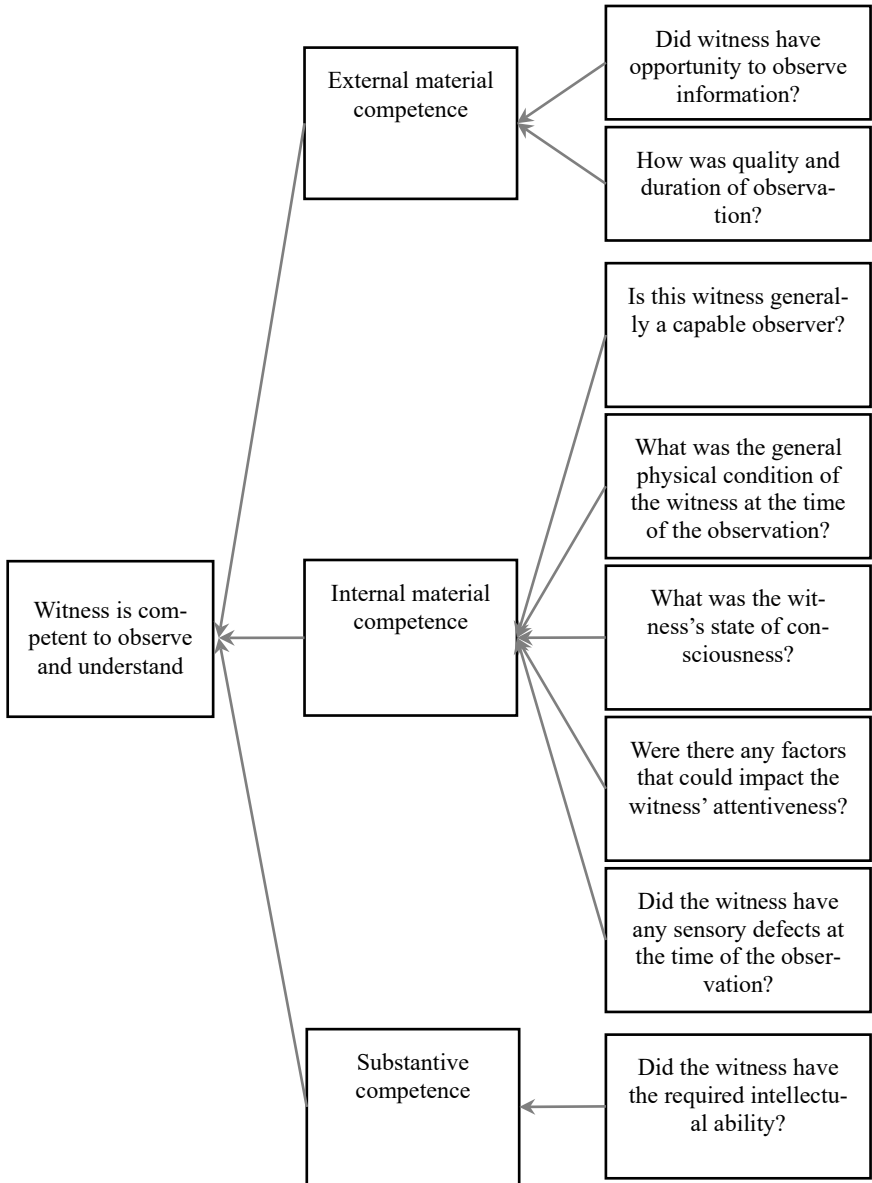 External material
competence
Did witness have
opportunity to observe
information?
How was quality and
duration of observa-
tion?
Is this witness general-
ly a capable observer?
What was the general
physical condition of
the witness at the time
of the observation?
Witness is com-
petent to observe
and understand
Internal material
competence
What was the wit-
ness’s state of con-
sciousness?
Were there any factors
that could impact the
witness’ attentiveness?
Did the witness have
any sensory defects at
the time of the obser-
vation?
Substantive
competence
Did the witness have
the required intellectu-
al ability?